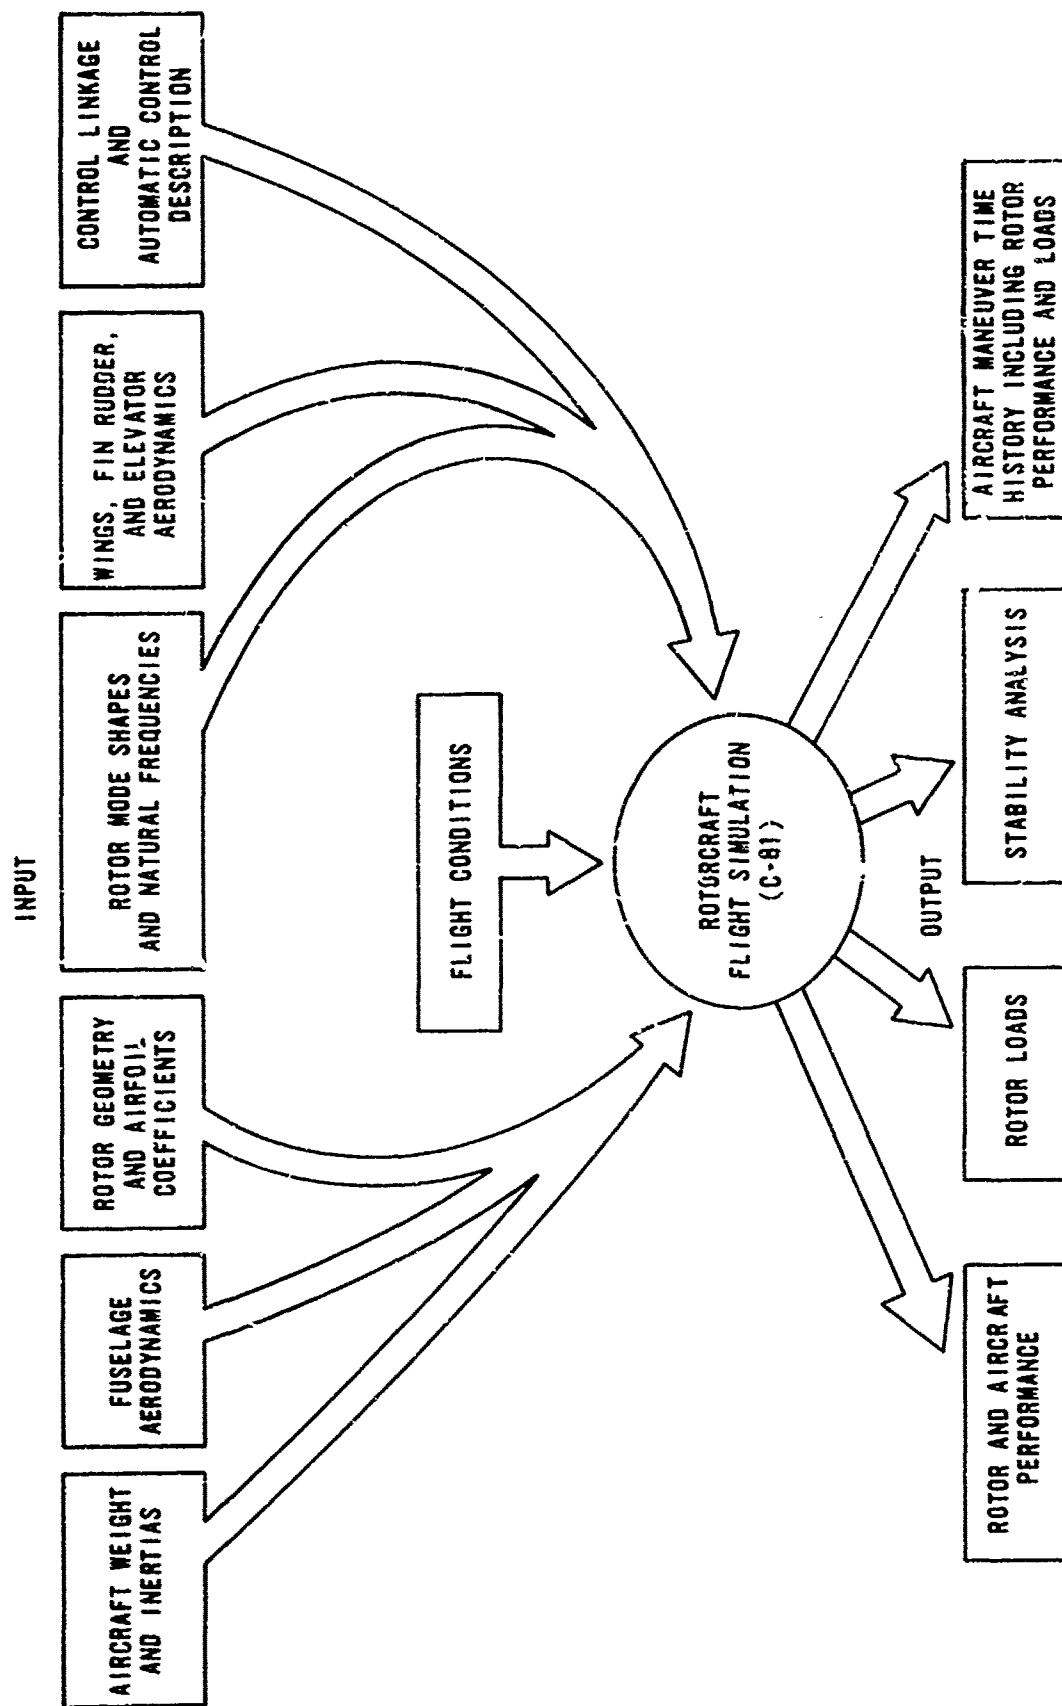 INPUT
AIRCRAFT WEIGHT
AND INERTIAS
FUSELAGE
AERODYNAMICS
ROTOR GEOMETRY
AND AIRFOIL
COEFFICIENTS
ROTOR MODE SHAPES
AND NATURAL FREQUENCIES
WINGS, FIN RUDDER,
AND ELEVATOR
AERODYNAMICS
CONTROL LINKAGE
AND
AUTOMATIC CONTROL
DESCRIPTION
FLIGHT CONDITIONS
ROTORCRAFT
FLIGHT SIMULATION
(C-81)
OUTPUT
ROTOR AND AIRCRAFT
PERFORMANCE
ROTOR LOADS
STABILITY ANALYSIS
AIRCRAFT MANEUVER TIME
HISTORY INCLUDING ROTOR
PERFORMANCE AND LOADS